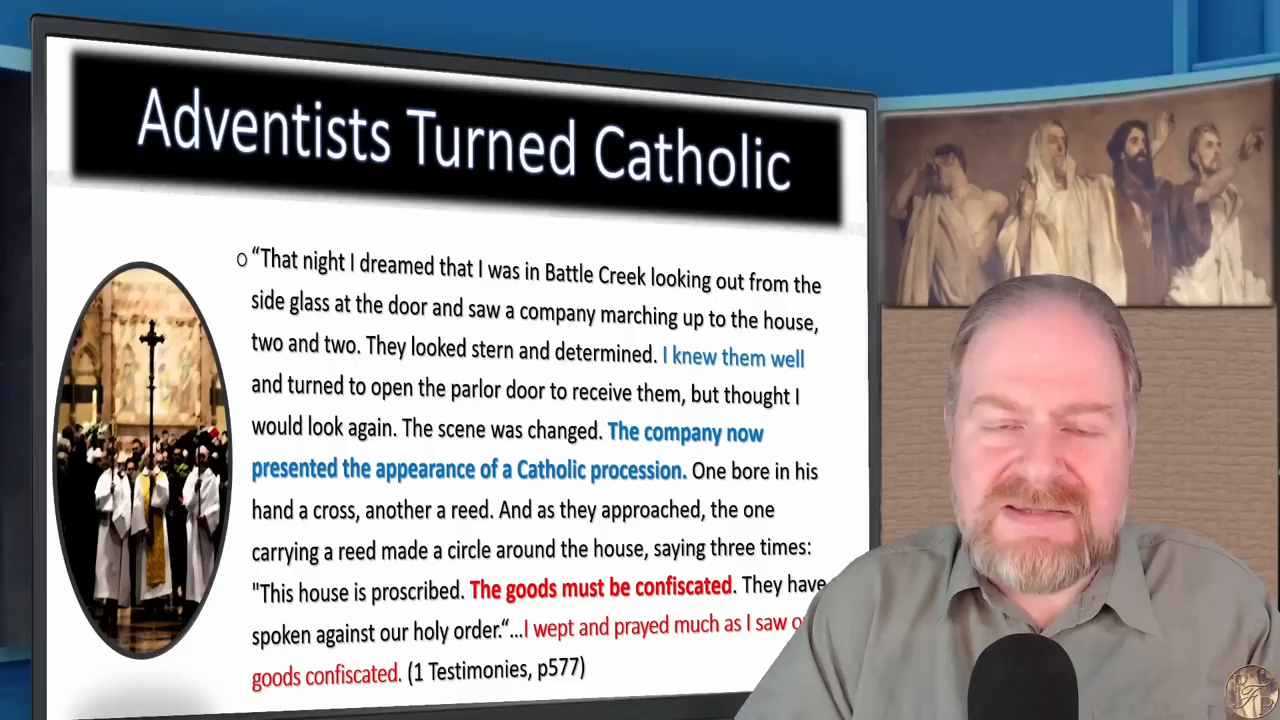 Adventists Turned Catholic
“That night I dreamed that I was in Battle Creek looking out from the
side glass at the door and saw a company marching up to the house,
two and two. They looked stern and determined. I knew them well
and turned to open the parlor door to receive them, but thought I
would look again. The scene was changed. The company now
presented the appearance of a Catholic procession. One bore in his
hand a cross, another a reed. And as they approached, the one
carrying a reed made a circle around the house, saying three times:
"This house is proscribed. The goods must be confiscated. They have
spoken against our holy order.“...I wept and prayed much as I saw
goods confiscated. (1 Testimonies, p577)